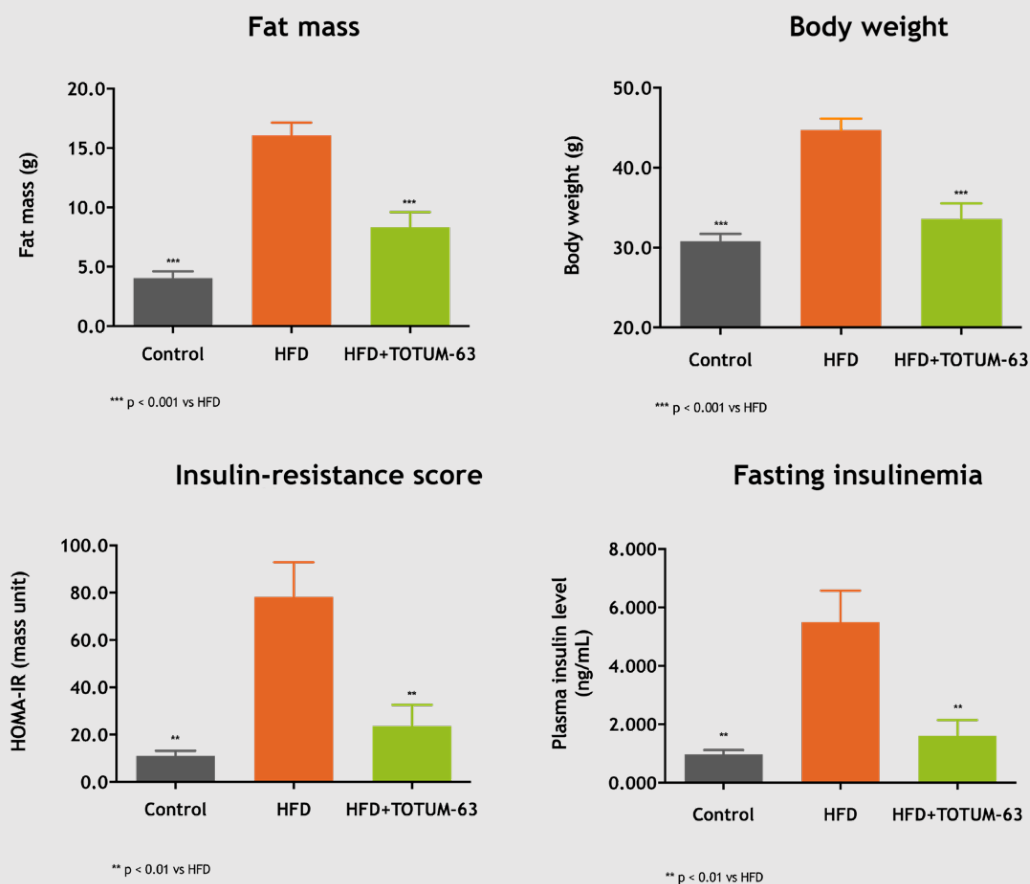 Fat mass
Fat mass (g)
20.0
15.0
10.0
5.0
0.0
***
***
Control
HFD
HFD+TOTUM-63
*** p < 0.001 vs HFD
Body weight
Body weight (g)
50.0
40.0
30.0
20.0
***
***
Control
HFD
HFD+TOTUM-63
*** p < 0.001 vs HFD
Insulin-resistance score
HOMA-IR (mass unit)
100.0
80.0
60.0
40.0
20.0
0.0
**
**
Control
HFD
HFD+TOTUM-63
** p < 0.01 vs HFD
Fasting insulinemia
Plasma insulin level
(ng/mL)
8.000
6.000
4.000
2.000
0.000
**
**
Control
HFD
HFD+TOTUM-63
** p < 0.01 vs HFD